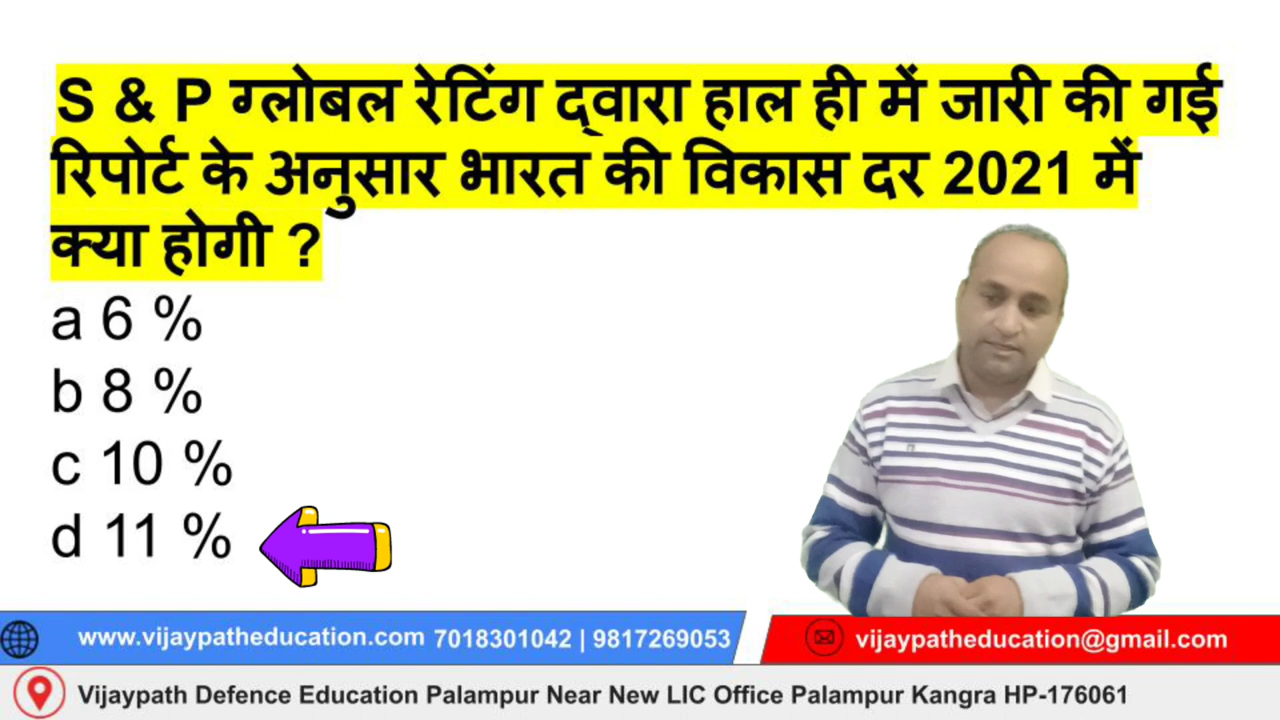 S & P ग्लोबल रेटिंग द्वारा हाल ही में जारी की गई
रिपोर्ट के अनुसार भारत की विकास दर 2021 में
क्या होगी ?
a 6 %
b 8 %
c 10 %
d 11 %
www.vijaypatheducation.com 7018301042 | 9817269053
vijaypatheducation@gmail.com
Vijaypath Defence Education Palampur Near New LIC Office Palampur Kangra HP-176061